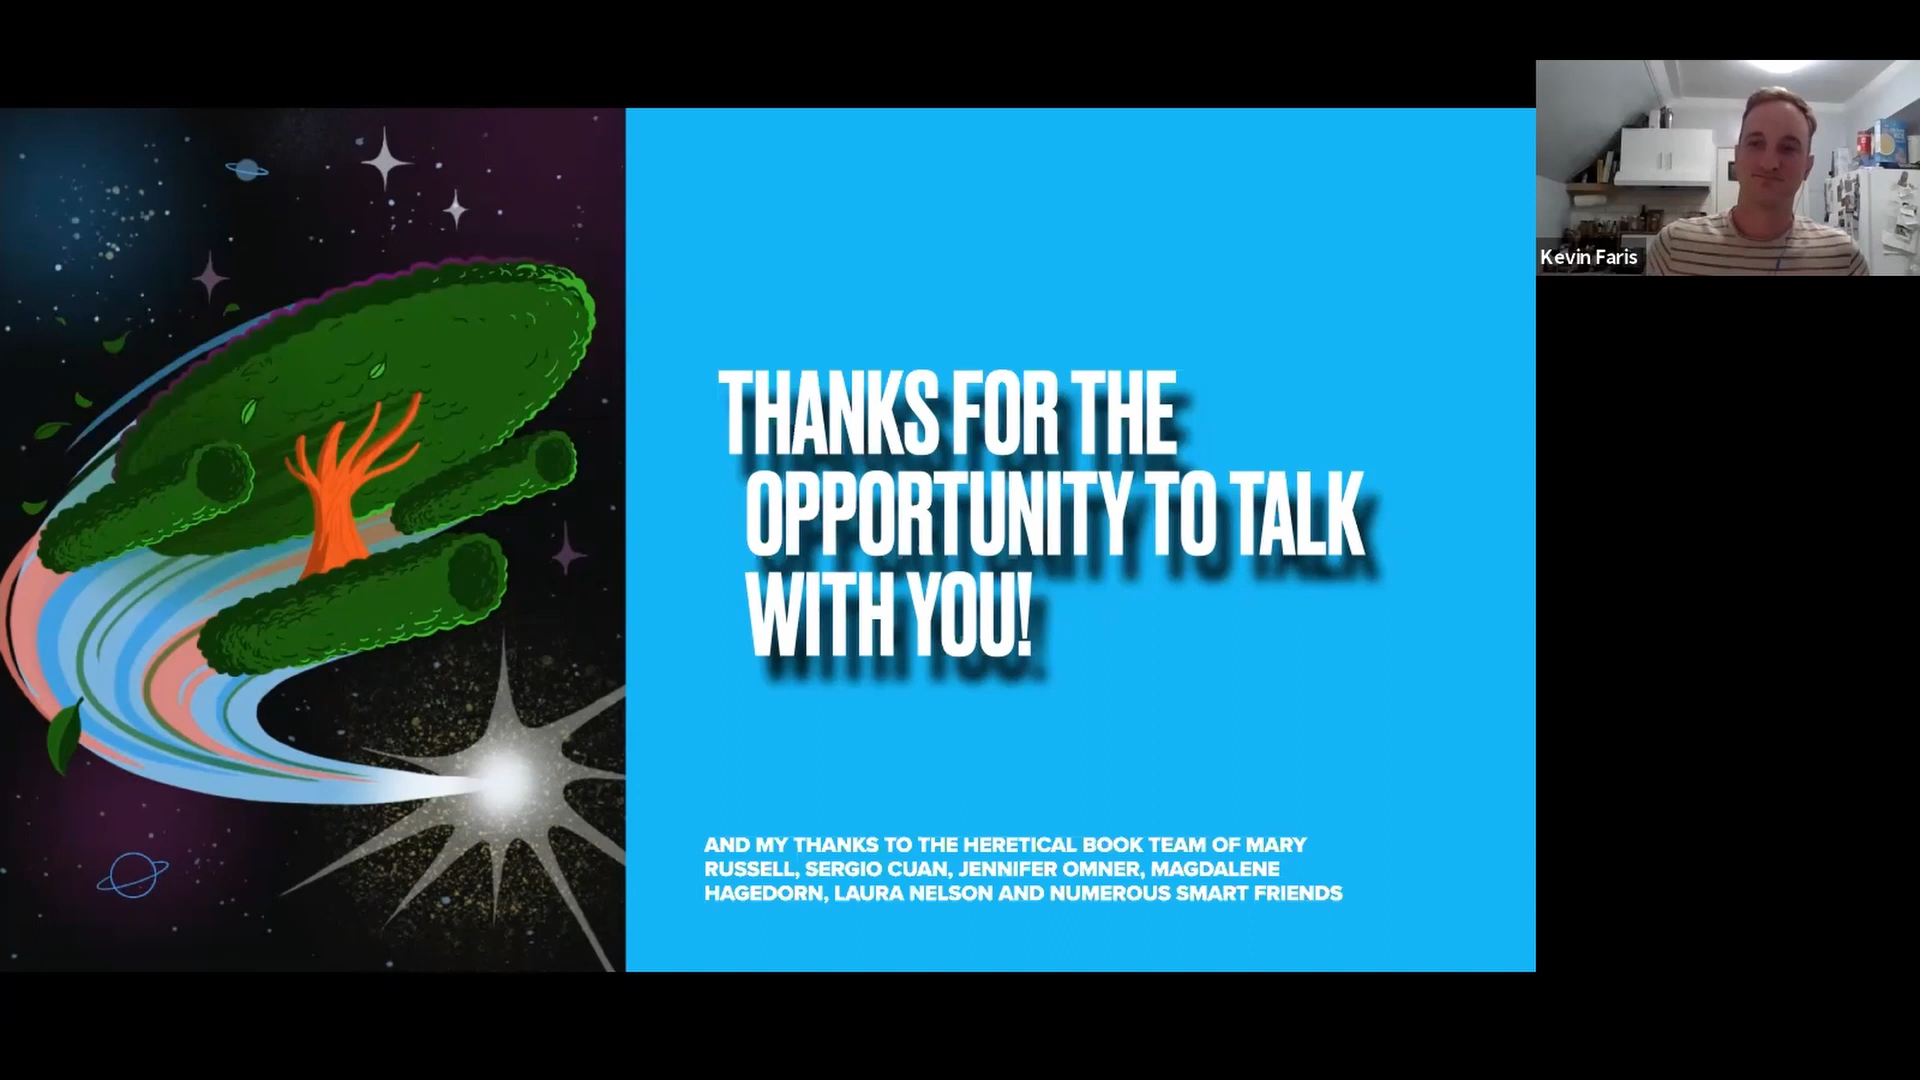 THANKS FOR THE
OPPORTUNITY TO TALK
WITH YOU!
AND MY THANKS TO THE HERETICAL BOOK TEAM OF MARY
RUSSELL, SERGIO CUAN, JENNIFER OMNER, MAGDALENE
HAGEDORN, LAURA NELSON AND NUMEROUS SMART FRIENDS
Kevin Faris